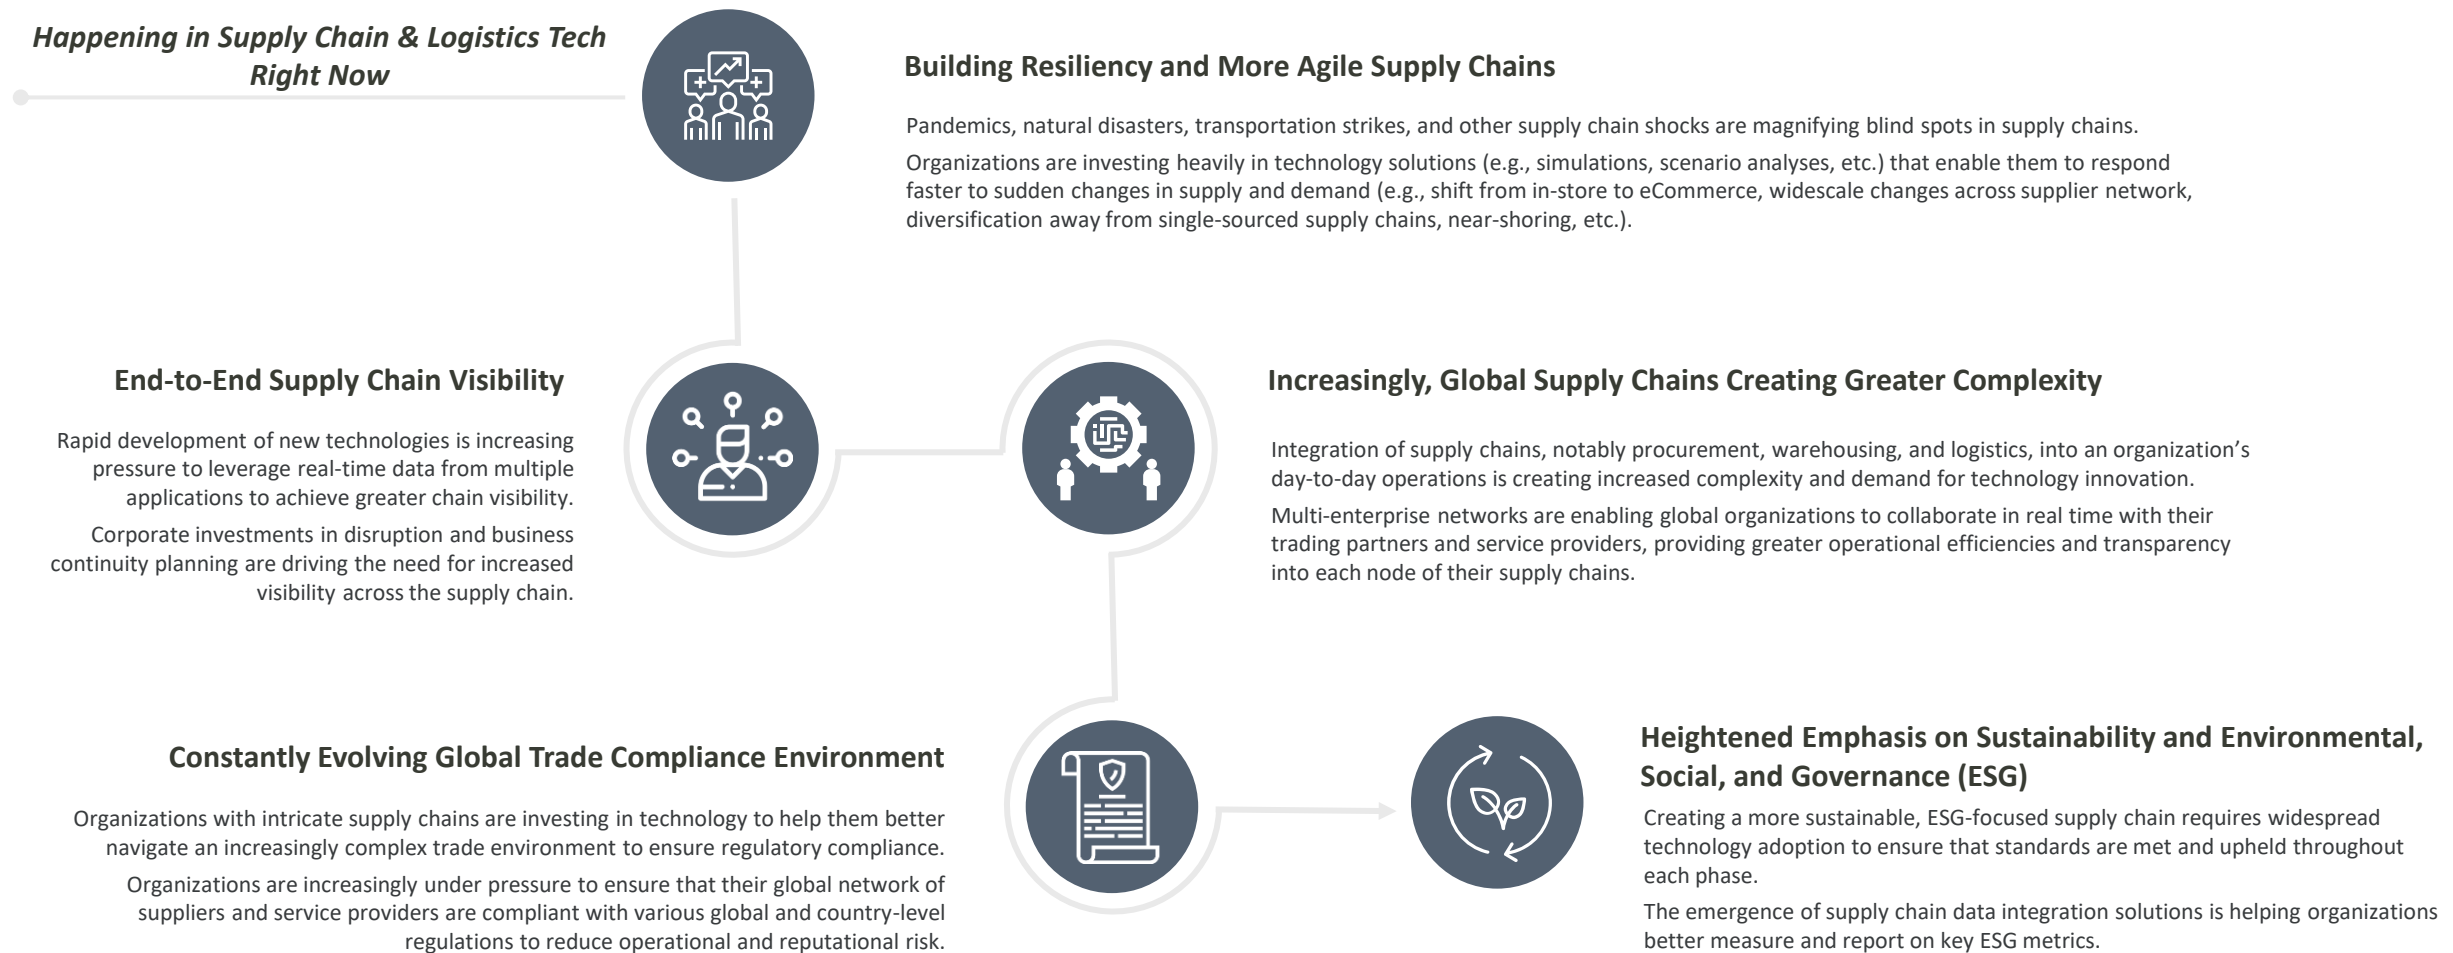 Happening in Supply Chain & Logistics Tech
Right Now
Building Resiliency and More Agile Supply Chains
Pandemics, natural disasters, transportation strikes, and other supply chain shocks are magnifying blind spots in supply chains.
Organizations are investing heavily in technology solutions (e.g., simulations, scenario analyses, etc.) that enable them to respond
faster to sudden changes in supply and demand (e.g., shift from in-store to eCommerce, widescale changes across supplier network,
diversification away from single-sourced supply chains, near-shoring, etc.).
End-to-End Supply Chain Visibility
Rapid development of new technologies is increasing
pressure to leverage real-time data from multiple
applications to achieve greater chain visibility.
Corporate investments in disruption and business
continuity planning are driving the need for increased
visibility across the supply chain.
Increasingly, Global Supply Chains Creating Greater Complexity
Integration of supply chains, notably procurement, warehousing, and logistics, into an organization’s
day-to-day operations is creating increased complexity and demand for technology innovation.
Multi-enterprise networks are enabling global organizations to collaborate in real time with their
trading partners and service providers, providing greater operational efficiencies and transparency
into each node of their supply chains.
Constantly Evolving Global Trade Compliance Environment
Organizations with intricate supply chains are investing in technology to help them better
navigate an increasingly complex trade environment to ensure regulatory compliance.
Organizations are increasingly under pressure to ensure that their global network of
suppliers and service providers are compliant with various global and country-level
regulations to reduce operational and reputational risk.
Heightened Emphasis on Sustainability and Environmental,
Social, and Governance (ESG)
Creating a more sustainable, ESG-focused supply chain requires widespread
technology adoption to ensure that standards are met and upheld throughout
each phase.
The emergence of supply chain data integration solutions is helping organizations
better measure and report on key ESG metrics.